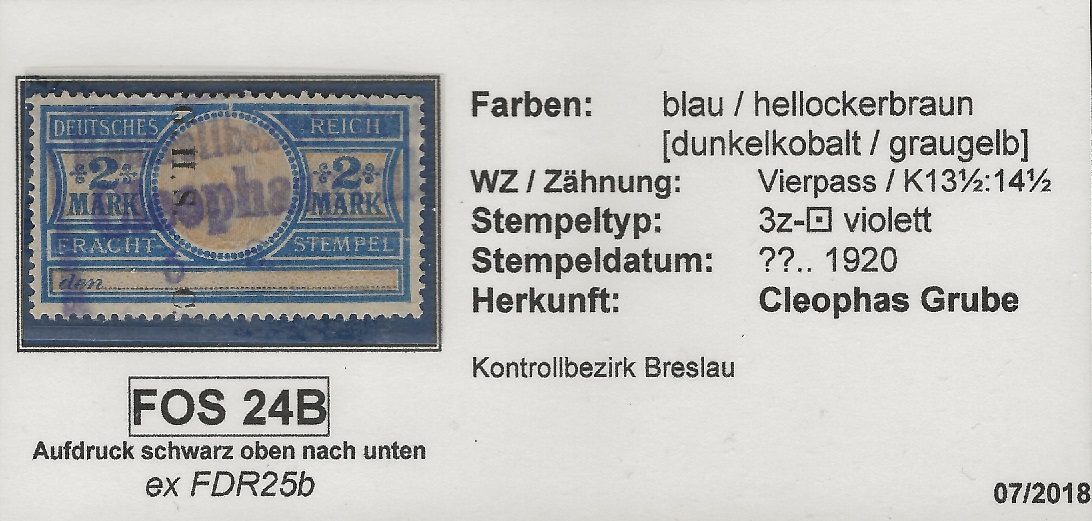 DEUTSCHES REICH
2 2
MARK MARK
FRACHT- STEMPEL
den
FOS 24B
Aufdruck schwarz oben nach unten
ex FDR25b
Farben: blau / hellockerbraun
[dunkelkobalt / graugelb]
WZ / Zähnung: Vierpass / K13½:14½
Stempeltyp: 3z-⊡ violett
Stempeldatum: ??.. 1920
Herkunft: Cleophas Grube
Kontrollbezirk Breslau
07/2018